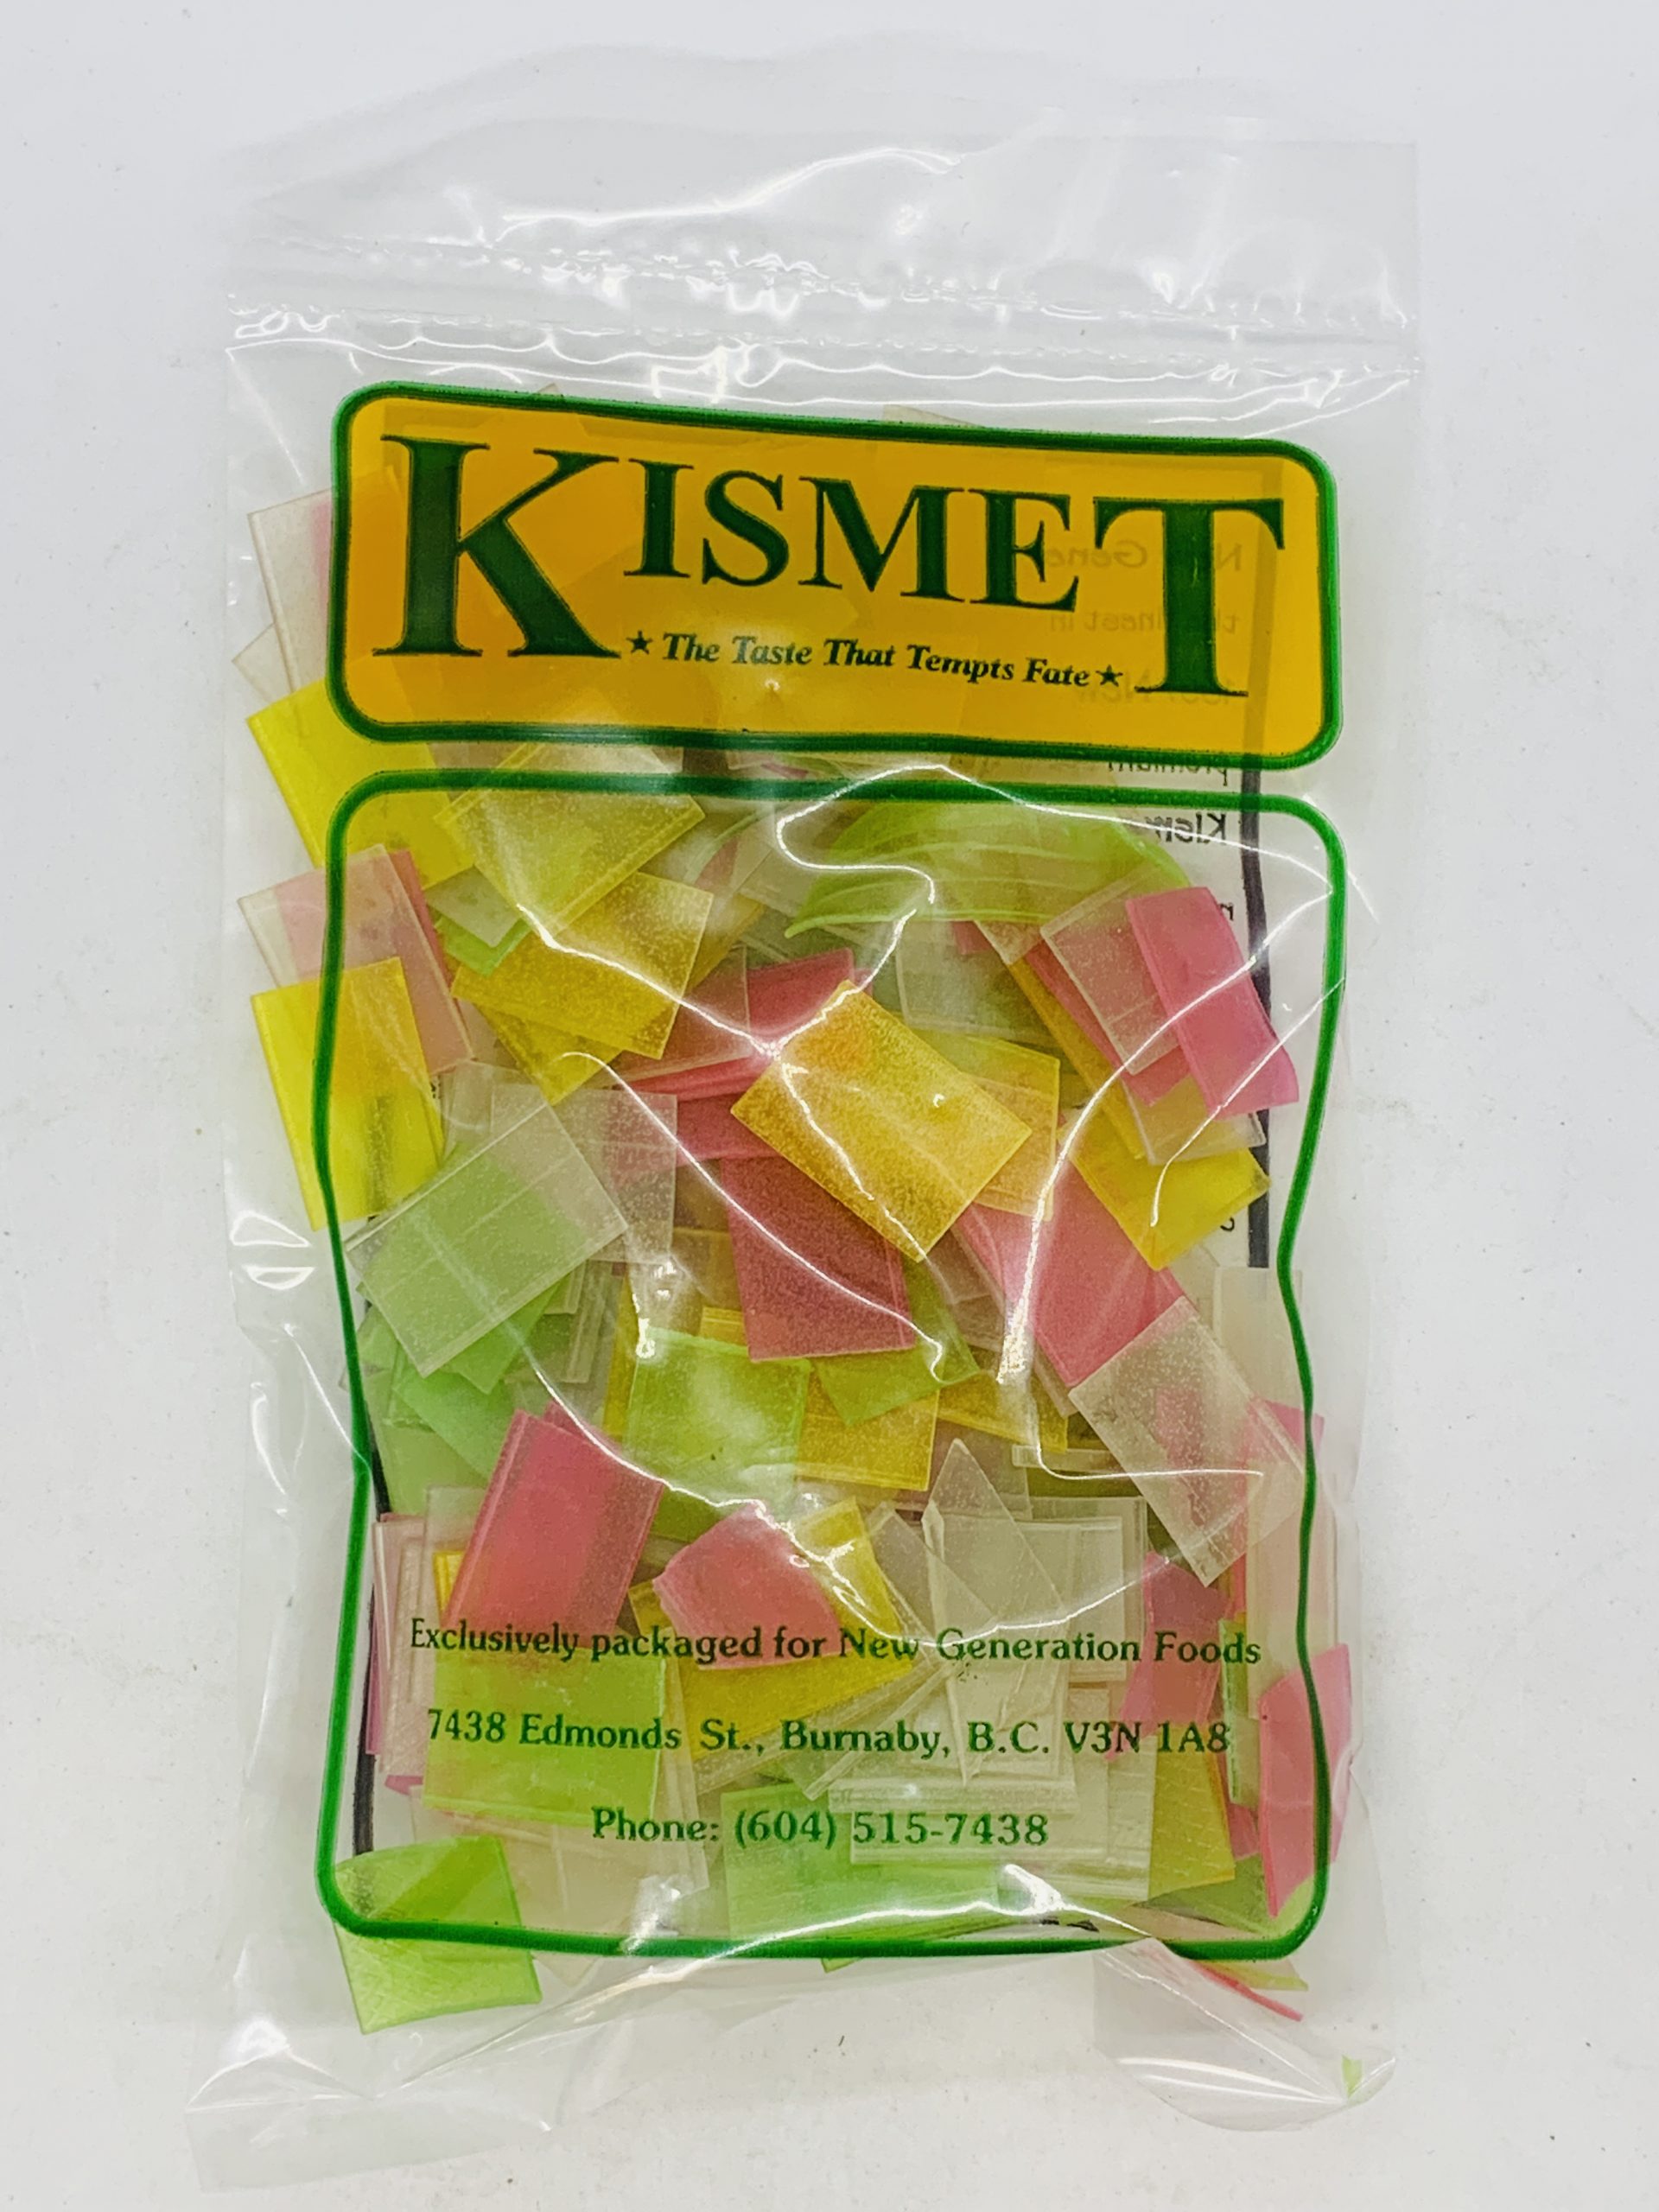 KISMET
★ The Taste That Tempts Fate ★
Exclusively packaged for New Generation Foods
7438 Edmonds St., Burnaby, B.C. V3N 1A8
Phone: (604) 515-7438